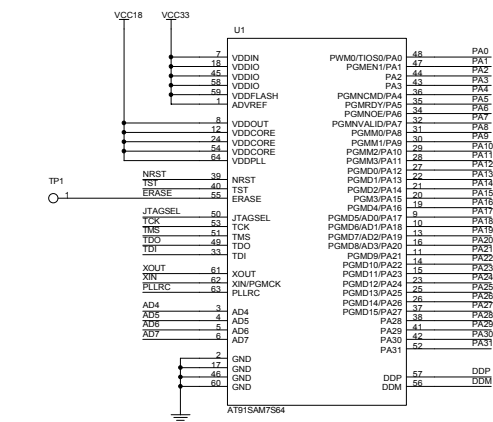 VCC18 VCC33
U1
7 VDDIN
18 VDDIO
45 VDDIO
58 VDDIO
59 VDDFLASH
1 ADVREF
8 VDDOUT
12 VDDCORE
24 VDDCORE
54 VDDCORE
64 VDDPLL
TP1
1
NRST 39 NRST
TST 40 TST
ERASE 55 ERASE
JTAGSEL 50 JTAGSEL
TCK 53 TCK
TMS 51 TMS
TDO 49 TDO
TDI 33 TDI
XOUT 61 XOUT
XIN 62 XIN/PGMCK
PLLRC 63 PLLRC
AD4 3 AD4
AD5 4 AD5
AD6 5 AD6
AD7 6 AD7
2 GND
17 GND
46 GND
60 GND
PWM0/TIOS0/PA0 48 PA0
PGMEN1/PA1 47 PA1
PA2 44 PA2
PA3 43 PA3
PGMNCMD/PA4 36 PA4
PGMRDY/PA5 35 PA5
PGMNOE/PA6 34 PA6
PGMNVALID/PA7 32 PA7
PGMM0/PA8 31 PA8
PGMM1/PA9 30 PA9
PGMM2/PA10 29 PA10
PGMM3/PA11 28 PA11
PGMD0/PA12 27 PA12
PGMD1/PA13 22 PA13
PGMD2/PA14 21 PA14
PGMD3/PA15 20 PA15
PGMD4/PA16 19 PA16
PGMD5/AD0/PA17 9 PA17
PGMD6/AD1/PA18 10 PA18
PGMD7/AD2/PA19 13 PA19
PGMD8/AD3/PA20 16 PA20
PGMD9/PA21 11 PA21
PGMD10/PA22 14 PA22
PGMD11/PA23 15 PA23
PGMD12/PA24 23 PA24
PGMD13/PA25 25 PA25
PGMD14/PA26 26 PA26
PGMD15/PA27 37 PA27
PA28 38 PA28
PA29 41 PA29
PA30 42 PA30
PA31 52 PA31
DDP 57 DDP
DDM 56 DDM
AT91SAM7S64